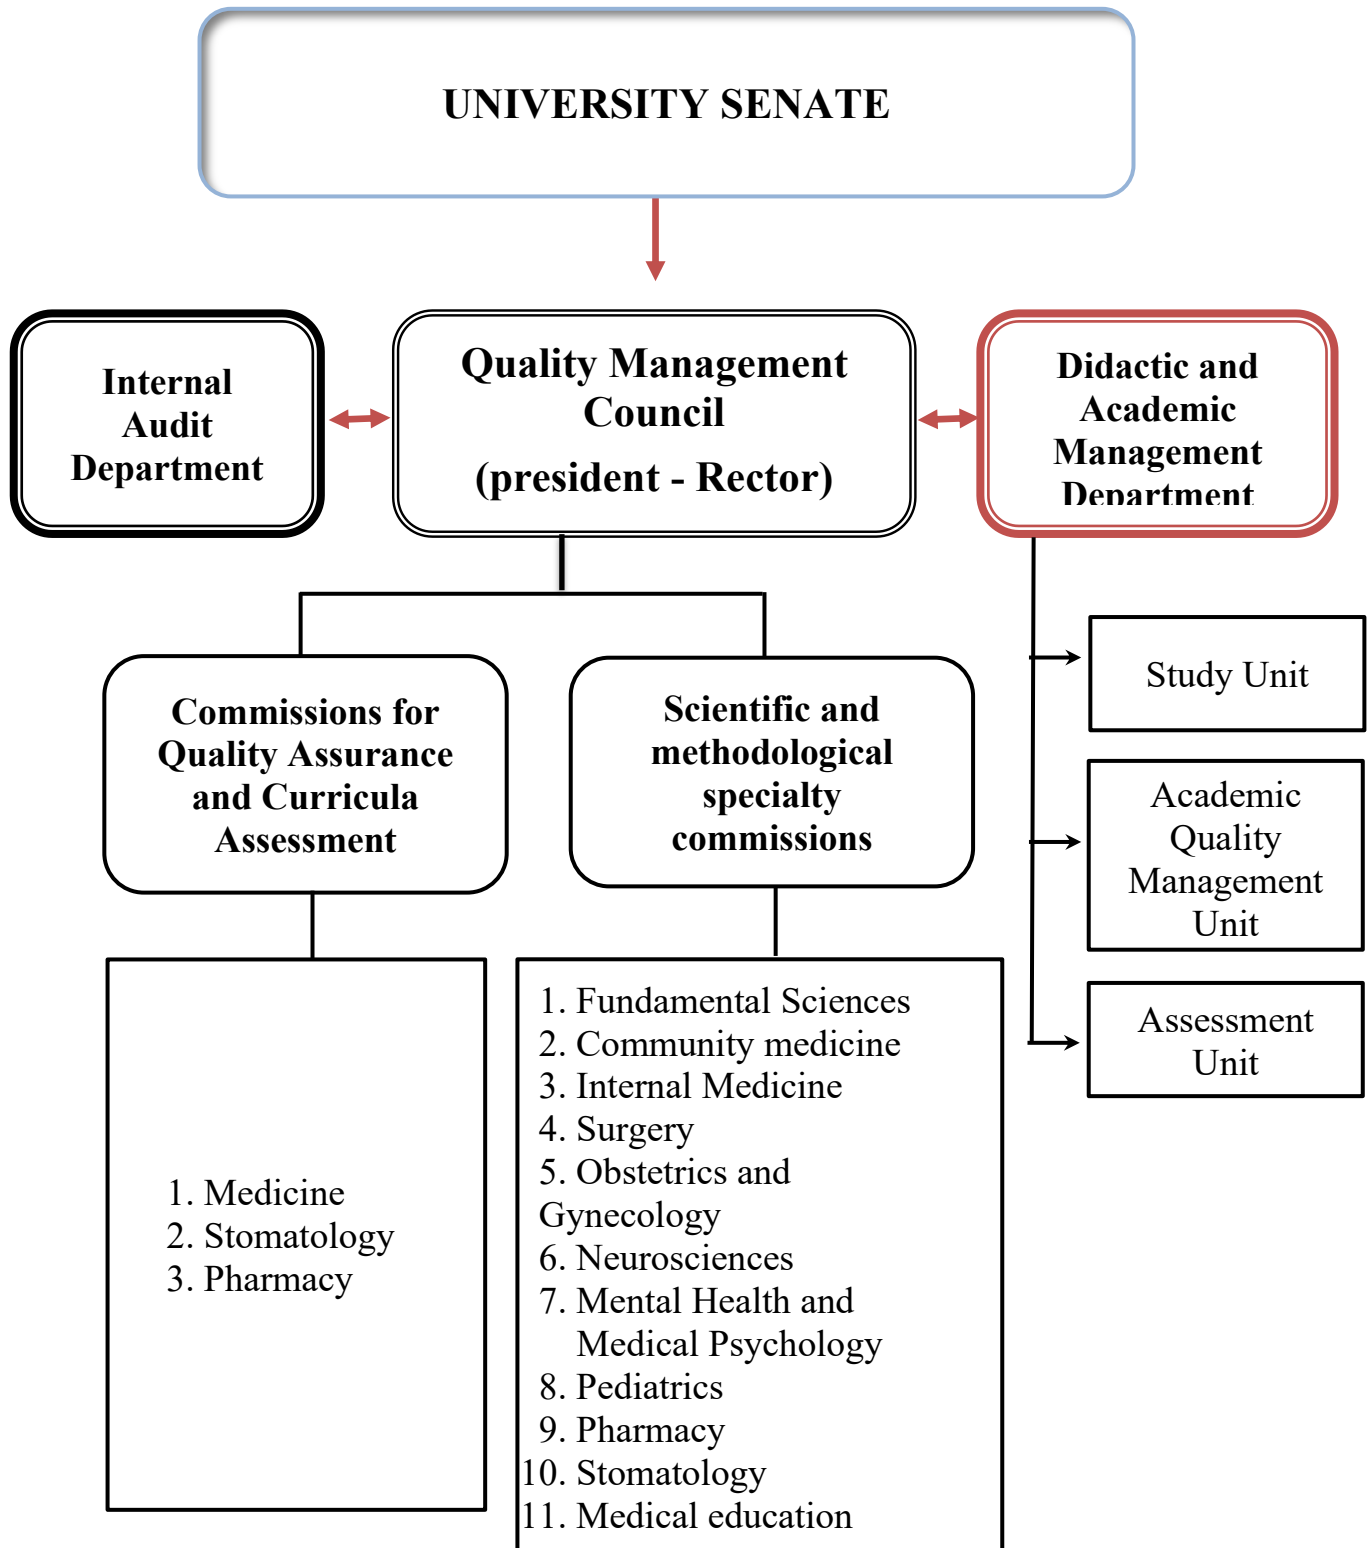 UNIVERSITY SENATE
Internal
Audit
Department
Quality Management
Council
(president - Rector)
Didactic and
Academic
Management
Department
Commissions for
Quality Assurance
and Curricula
Assessment
Scientific and
methodological
specialty
commissions
Study Unit
Academic
Quality
Management
Unit
Assessment
Unit
1. Medicine
2. Stomatology
3. Pharmacy
1. Fundamental Sciences
2. Community medicine
3. Internal Medicine
4. Surgery
5. Obstetrics and
Gynecology
6. Neurosciences
7. Mental Health and
Medical Psychology
8. Pediatrics
9. Pharmacy
10. Stomatology
11. Medical education